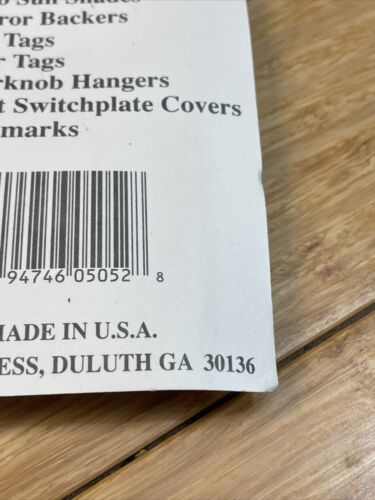 o Sun Shades
ror Backers
Tags
r Tags
rknob Hangers
t Switchplate Covers
marks
94746 05052 8
MADE IN U.S.A.
ESS, DULUTH GA 30136